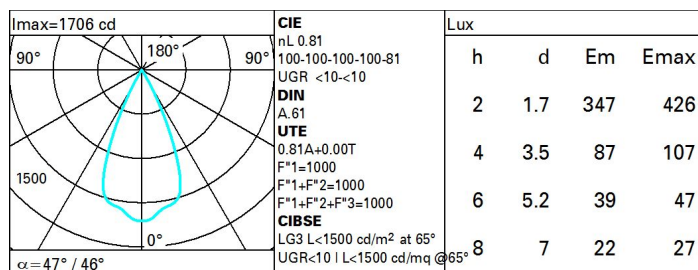 Imax=1706 cd
90°
180°
90°
1500
0°
α=47° / 46°
CIE
nL 0.81
100-100-100-100-81
UGR <10-<10
DIN
A.61
UTE
0.81A+0.00T
F"1=1000
F"1+F"2=1000
F"1+F"2+F"3=1000
CIBSE
LG3 L<1500 cd/m² at 65°
UGR<10 | L<1500 cd/mq @65°
Lux
h d Em Emax
2 1.7 347 426
4 3.5 87 107
6 5.2 39 47
8 7 22 27